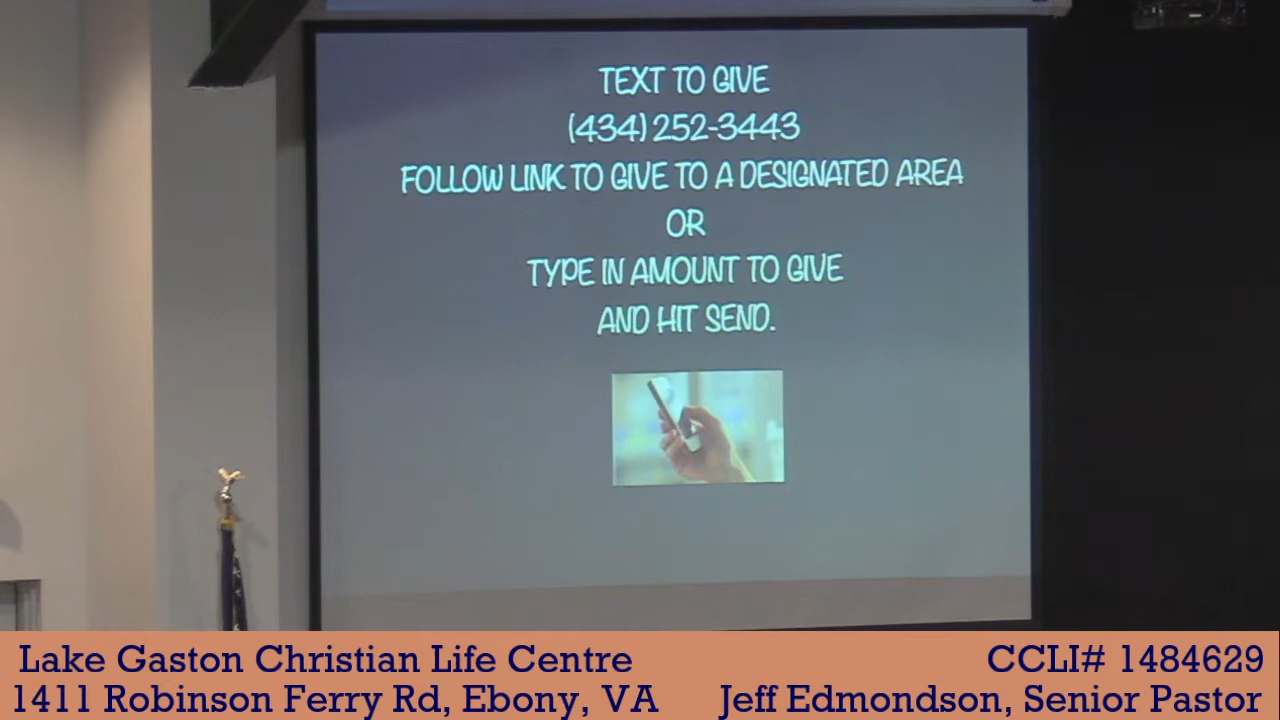 TEXT TO GIVE
(434) 252-3443
FOLLOW LINK TO GIVE TO A DESIGNATED AREA
OR
TYPE IN AMOUNT TO GIVE
AND HIT SEND.
Lake Gaston Christian Life Centre
CCLI# 1484629
1411 Robinson Ferry Rd, Ebony, VA
Jeff Edmondson, Senior Pastor